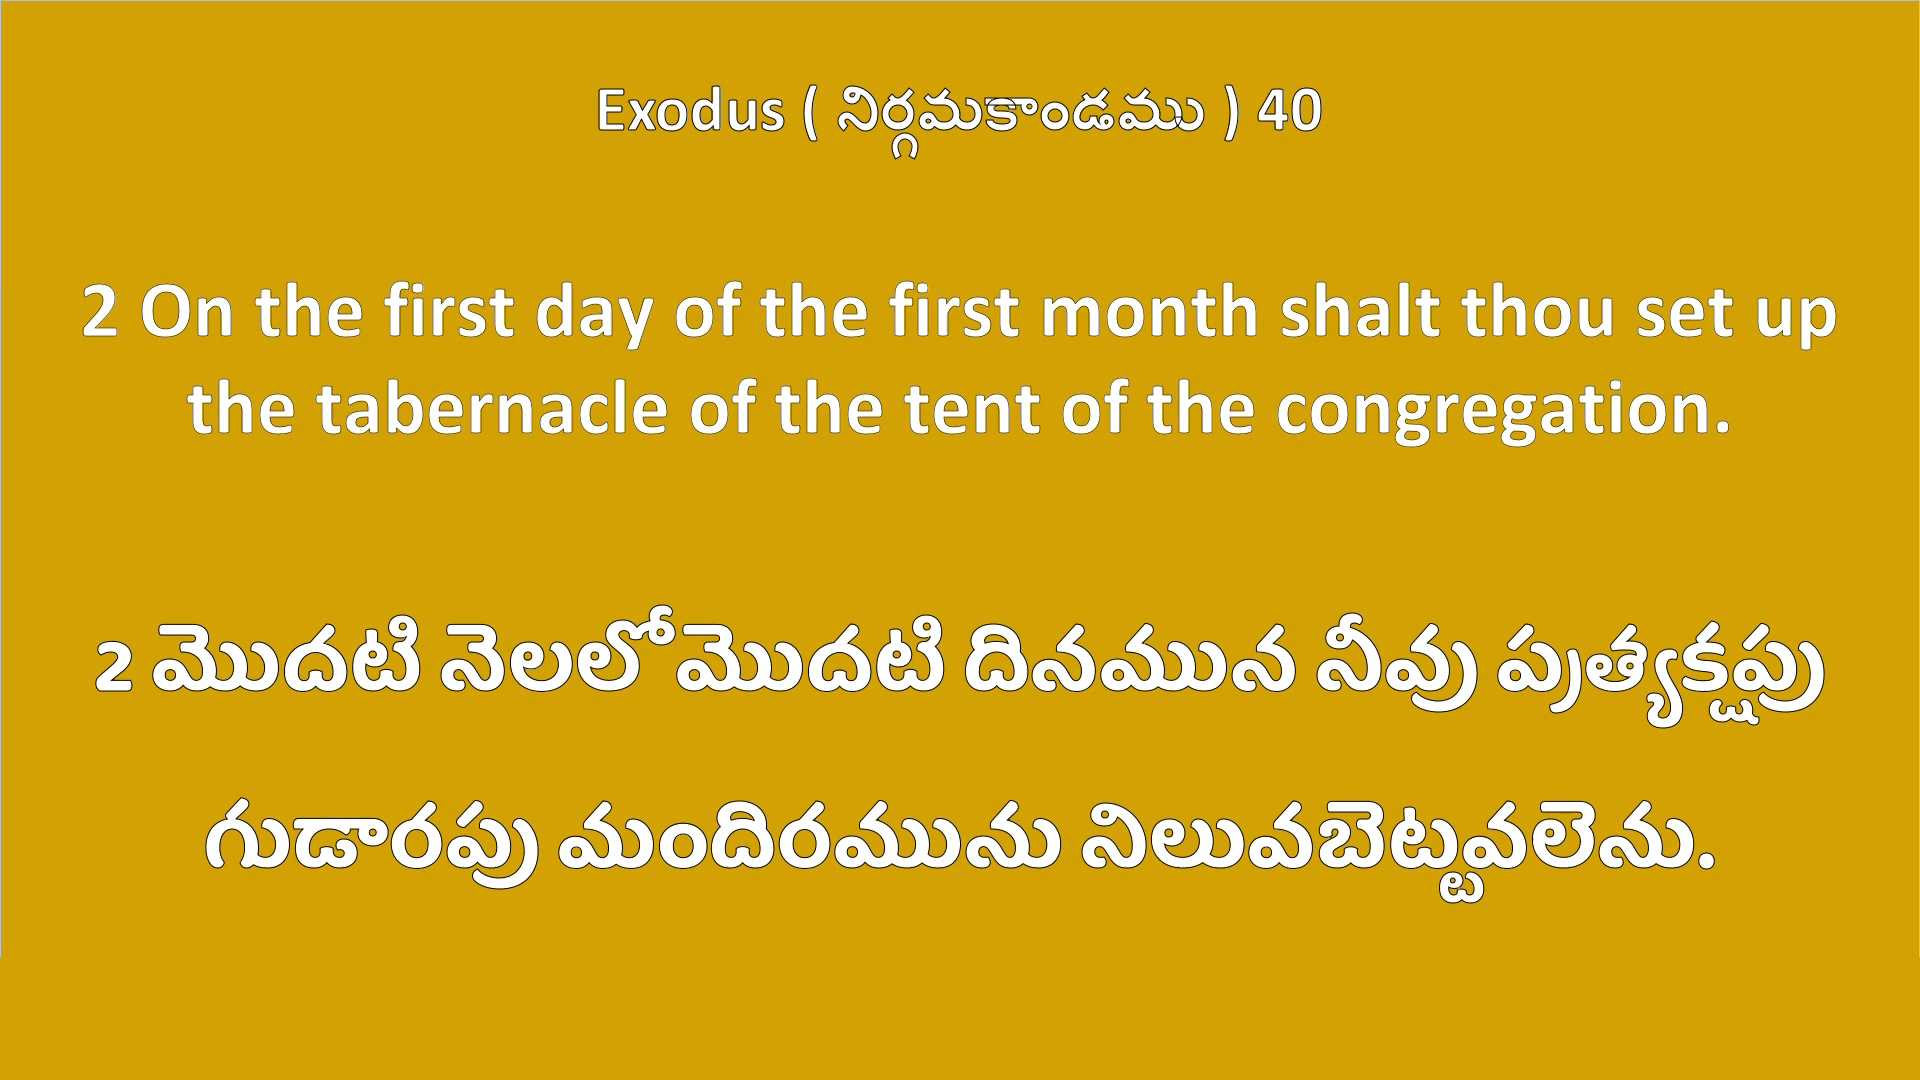 Exodus ( నిర్గమకాండము ) 40
2 On the first day of the first month shalt thou set up
the tabernacle of the tent of the congregation.
2 మొదటి నెలలోమొదటి దినమున నీవు ప్రత్యక్షపు
గుడారపు మందిరమును నిలువబెట్టవలెను.